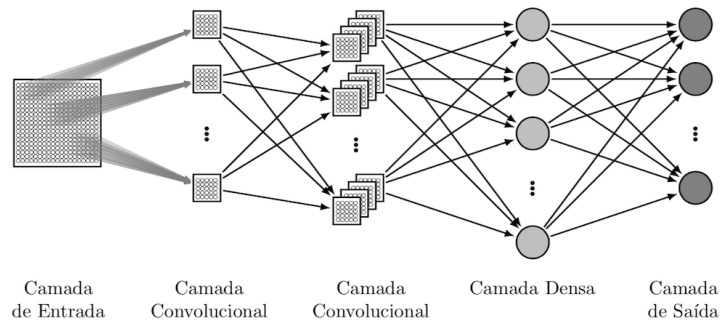 Camada
de Entrada
Camada
Convolucional
Camada
Convolucional
Camada Densa
Camada
de Saída